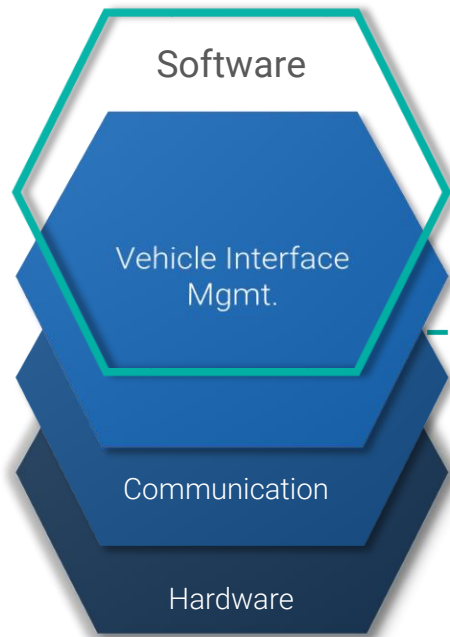 Software
Vehicle Interface
Mgmt.
Communication
Hardware